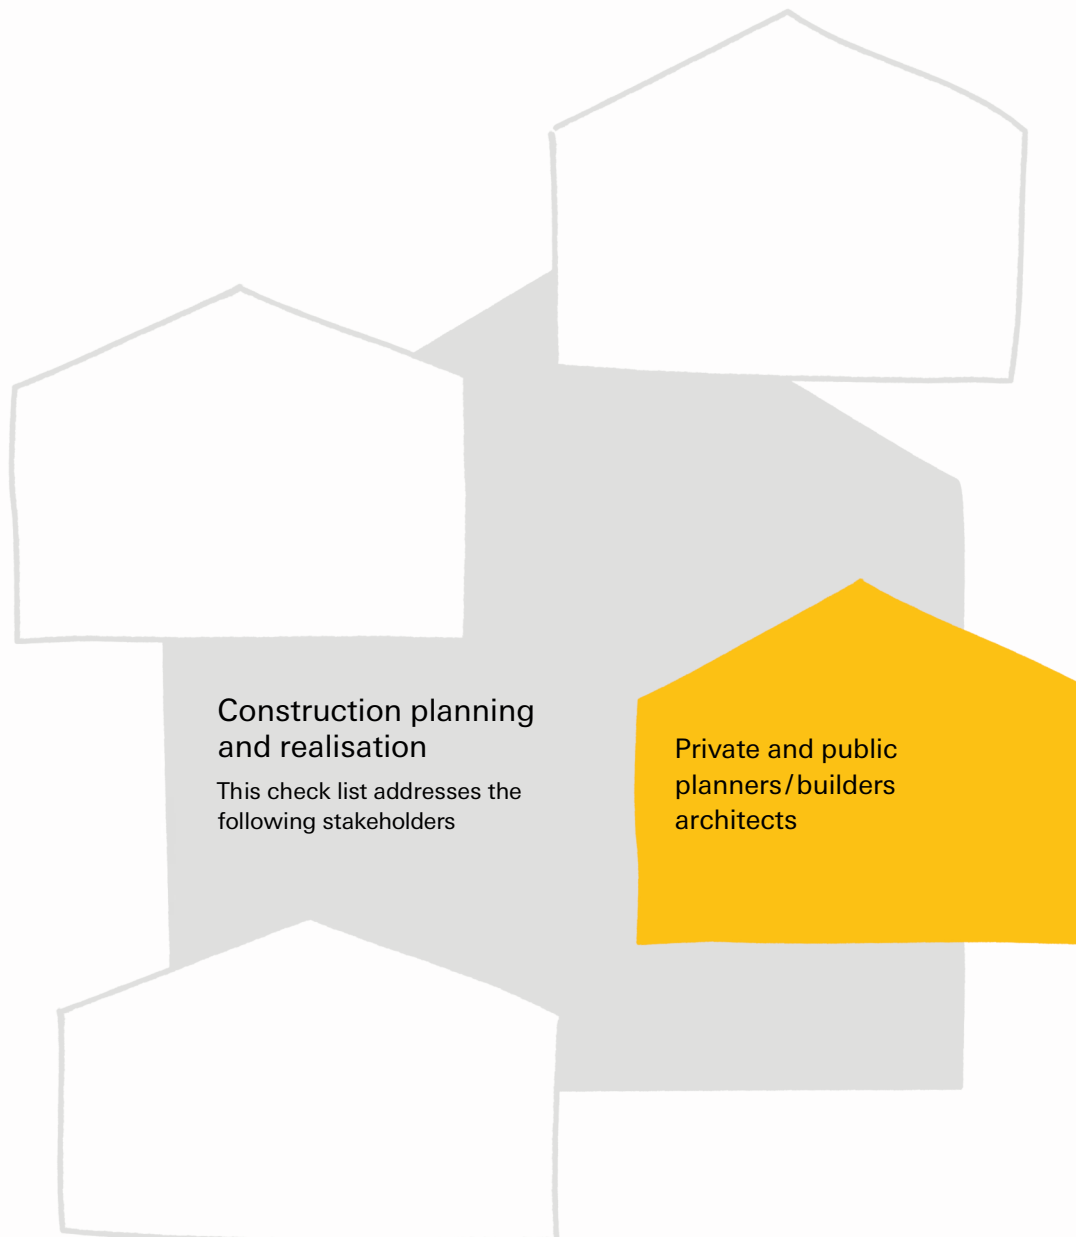 Construction planning
and realisation
This check list addresses the
following stakeholders
Private and public
planners/builders
architects